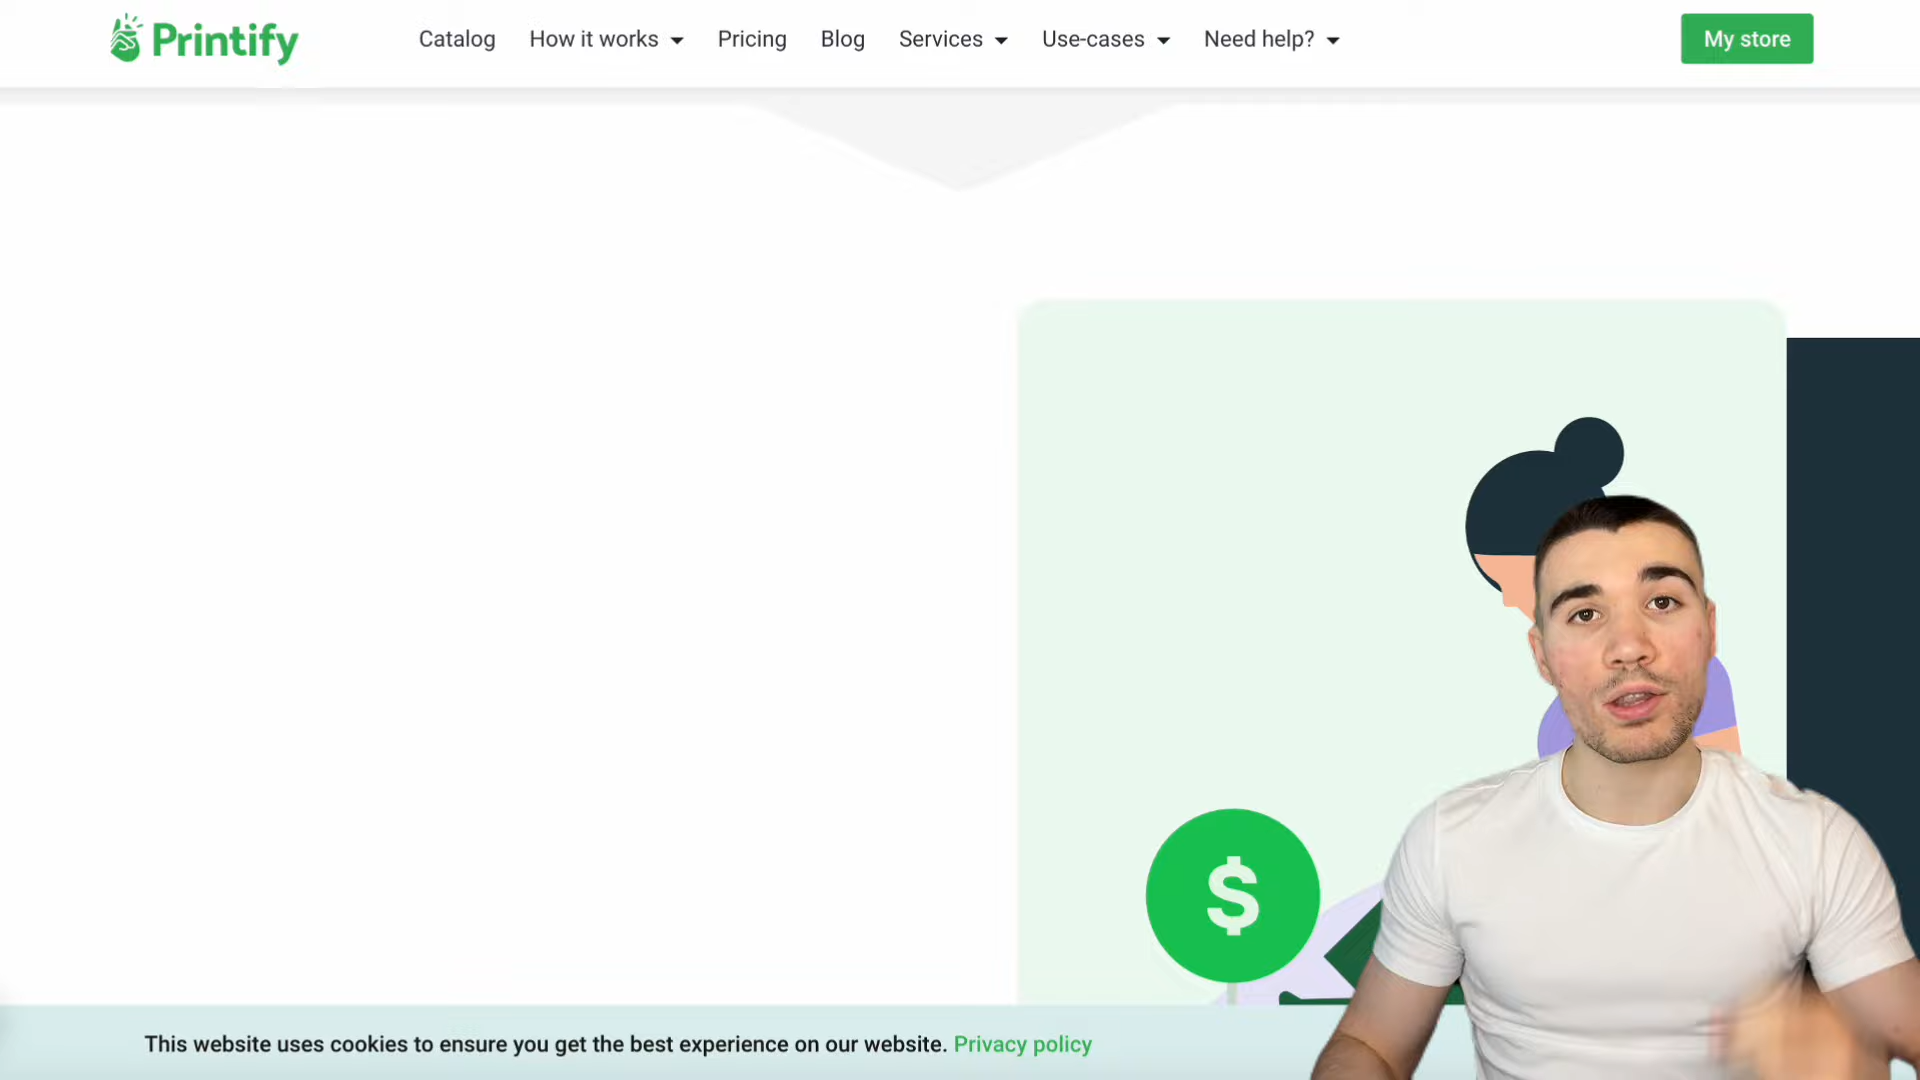 Printify
Catalog
How it works
Pricing
Blog
Services
Use-cases
Need help?
My store
$
This website uses cookies to ensure you get the best experience on our website. Privacy policy